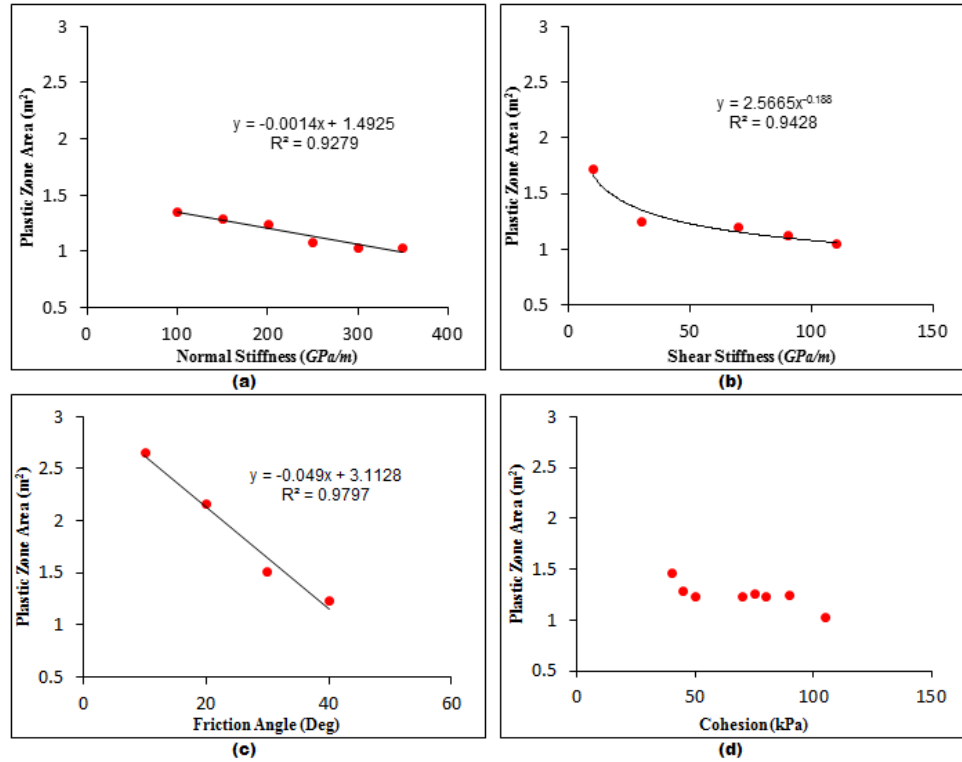 3
2.5
2
1.5
1
0.5
Plastic Zone Area (m²)
y = -0.0014x + 1.4925
R² = 0.9279
0 100 200 300 400
Normal Stiffness (GPa/m)
(a)
3
2.5
2
1.5
1
0.5
Plastic Zone Area (m²)
y = 2.5665x⁻⁰·¹⁸⁸
R² = 0.9428
0 50 100 150
Shear Stiffness (GPa/m)
(b)
3
2.5
2
1.5
1
0.5
Plastic Zone Area (m²)
y = -0.049x + 3.1128
R² = 0.9797
0 20 40 60
Friction Angle (Deg)
(c)
3
2.5
2
1.5
1
0.5
Plastic Zone Area (m²)
0 50 100 150
Cohesion (kPa)
(d)